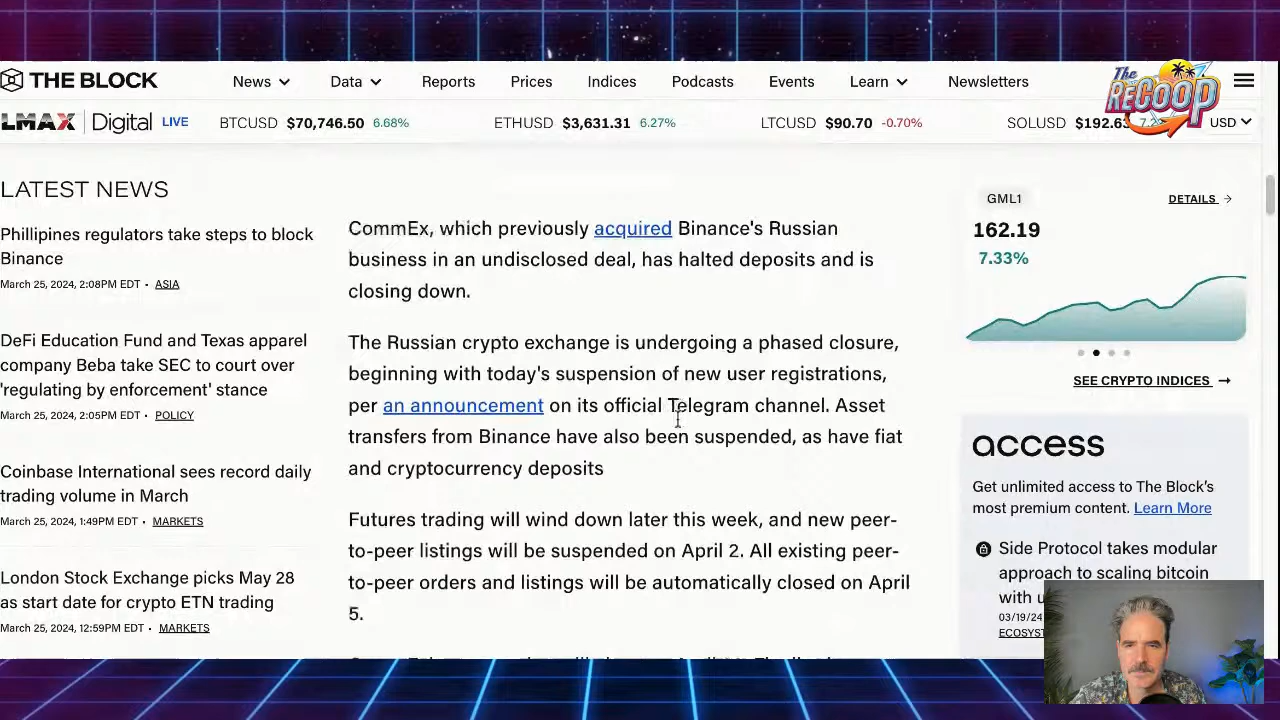 THE BLOCK
News
Data
Reports
Prices
Indices
Podcasts
Events
Learn
Newsletters
The
RECOOP
LMAX Digital LIVE
BTCUSD $70,746.50 6.68%
ETHUSD $3,631.31 6.27%
LTCUSD $90.70 -0.70%
SOLUSD
USD
LATEST NEWS
Phillipines regulators take steps to block
Binance
March 25, 2024, 2:08PM EDT • ASIA
DeFi Education Fund and Texas apparel
company Beba take SEC to court over
'regulating by enforcement' stance
March 25, 2024, 2:05PM EDT • POLICY
Coinbase International sees record daily
trading volume in March
March 25, 2024, 1:49PM EDT • MARKETS
London Stock Exchange picks May 28
as start date for crypto ETN trading
March 25, 2024, 12:59PM EDT • MARKETS
CommEx, which previously acquired Binance's Russian
business in an undisclosed deal, has halted deposits and is
closing down.
The Russian crypto exchange is undergoing a phased closure,
beginning with today's suspension of new user registrations,
per an announcement on its official Telegram channel. Asset
transfers from Binance have also been suspended, as have fiat
and cryptocurrency deposits
Futures trading will wind down later this week, and new peer-
to-peer listings will be suspended on April 2. All existing peer-
to-peer orders and listings will be automatically closed on April
5.
GMI1
DETAILS
162.19
7.33%
SEE CRYPTO INDICES
access
Get unlimited access to The Block's
most premium content. Learn More
Side Protocol takes modular
approach to scaling bitcoin
with
03/19/24